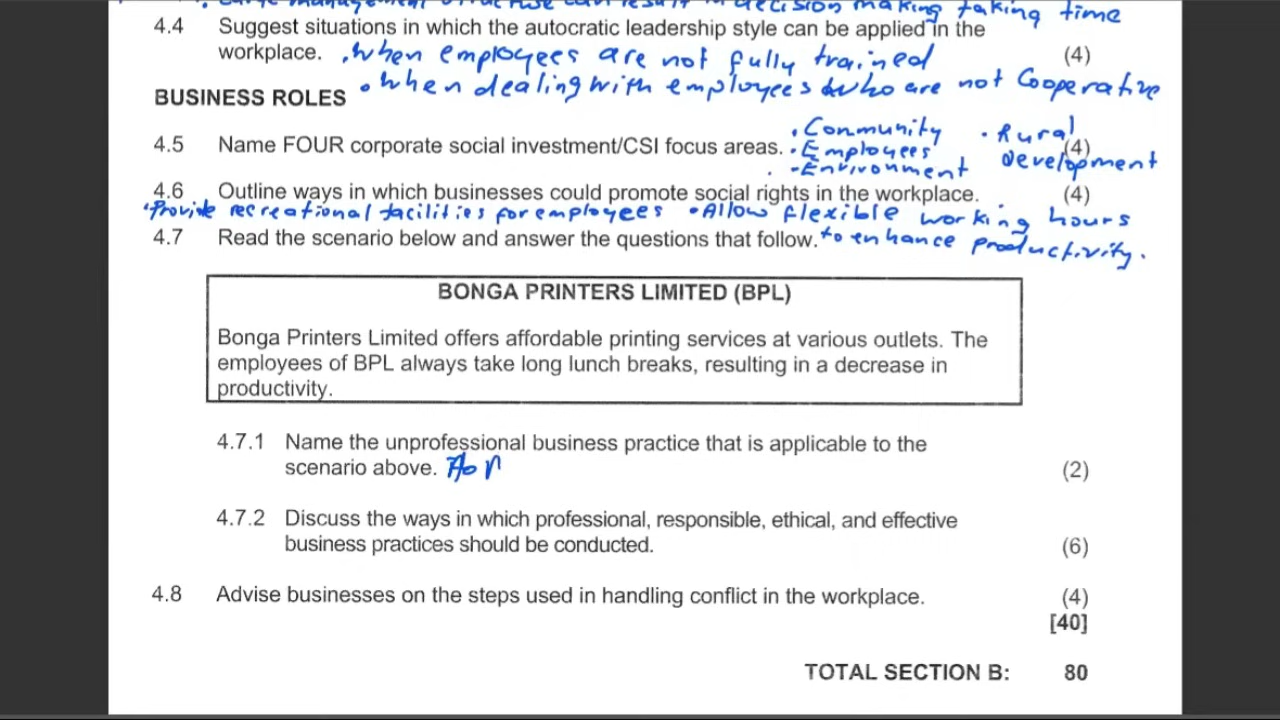 decision making taking time
4.4 Suggest situations in which the autocratic leadership style can be applied in the
workplace. . When employees are not fully trained (4)
. When dealing with employees who are not Cooperative
BUSINESS ROLES
. Community . Rural
4.5 Name FOUR corporate social investment/CSI focus areas. . Employees (4)
. Environment development
4.6 Outline ways in which businesses could promote social rights in the workplace. (4)
. Provide recreational facilities for employees . Allow flexible working hours
4.7 Read the scenario below and answer the questions that follow. to enhance productivity.
BONGA PRINTERS LIMITED (BPL)
Bonga Printers Limited offers affordable printing services at various outlets. The
employees of BPL always take long lunch breaks, resulting in a decrease in
productivity.
4.7.1 Name the unprofessional business practice that is applicable to the
scenario above. (2)
4.7.2 Discuss the ways in which professional, responsible, ethical, and effective
business practices should be conducted. (6)
4.8 Advise businesses on the steps used in handling conflict in the workplace. (4)
[40]
TOTAL SECTION B: 80